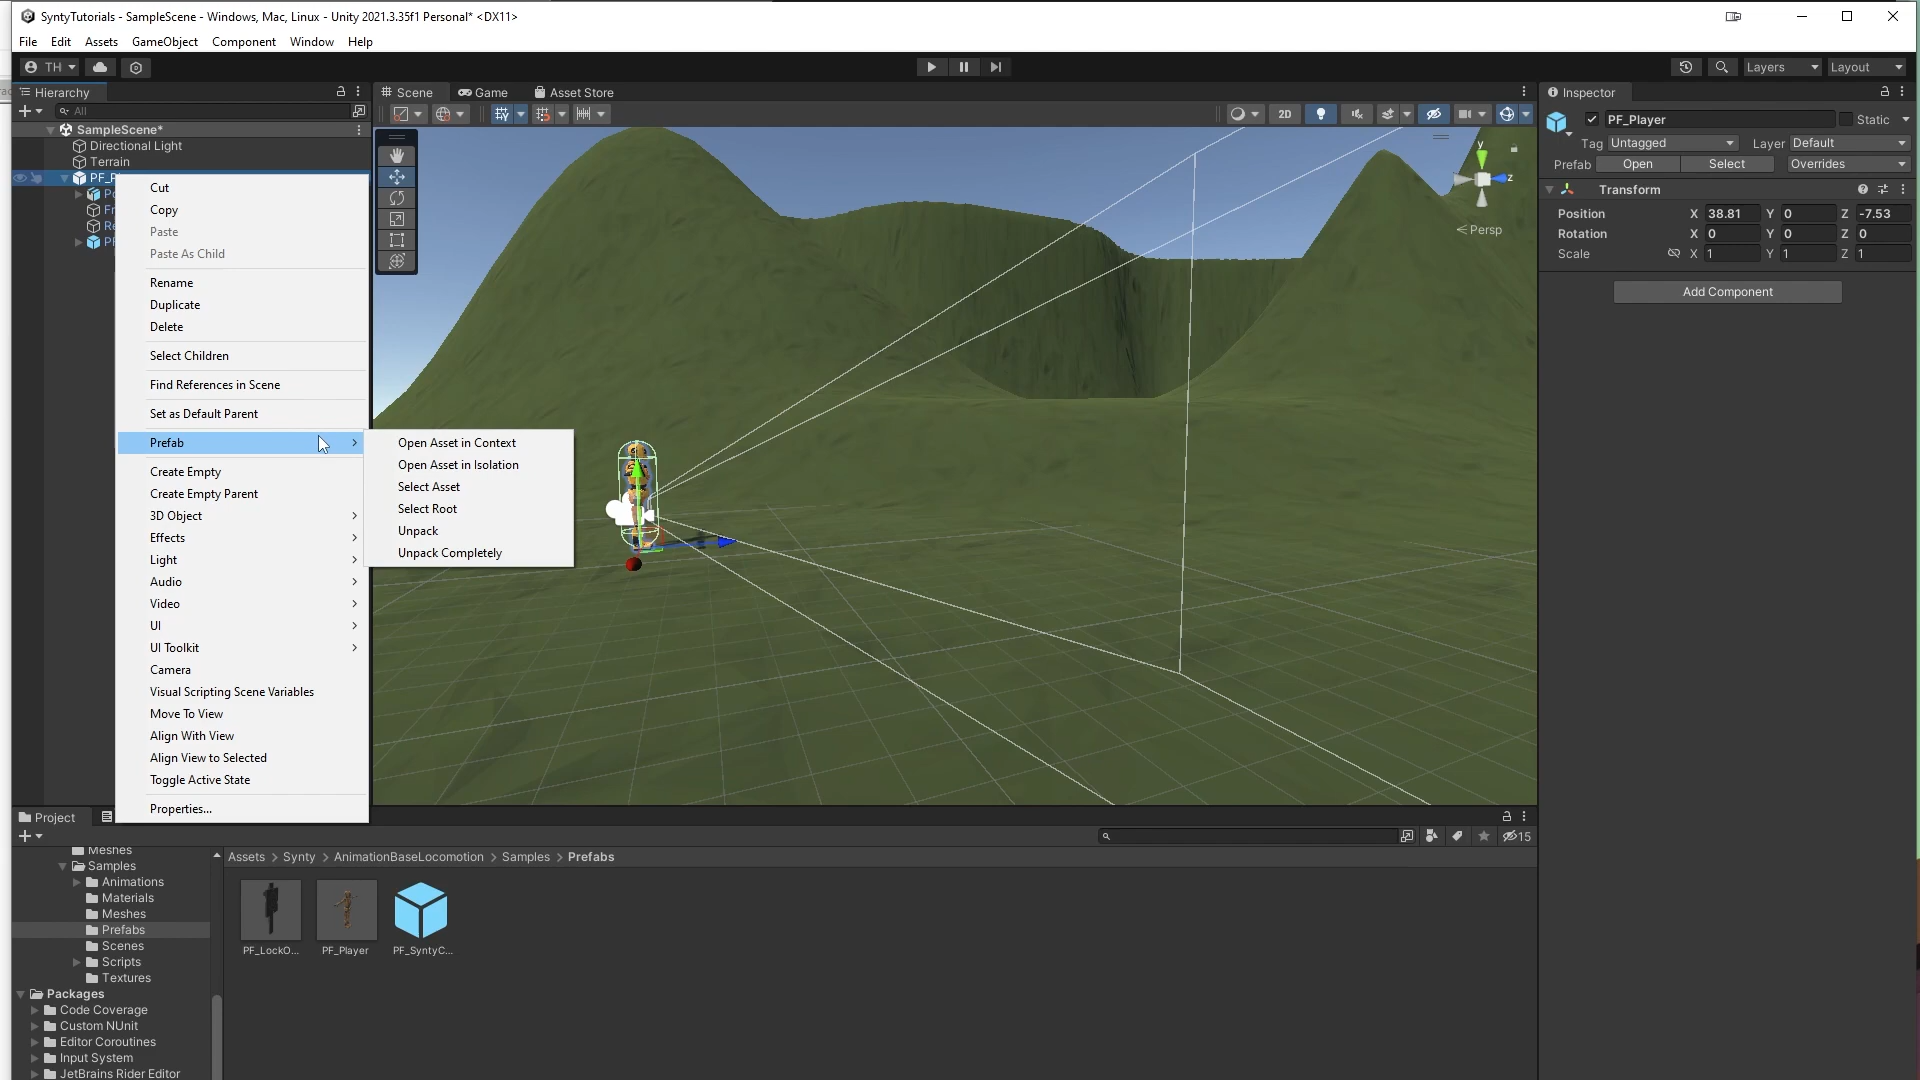 SyntyTutorials - SampleScene - Windows, Mac, Linux - Unity 2021.3.35f1 Personal* <DX11>
File Edit Assets GameObject Component Window Help
TH
Layers Layout
Hierarchy
All
SampleScene*
Directional Light
Terrain
Cut
Copy
Paste
Paste As Child
Rename
Duplicate
Delete
Select Children
Find References in Scene
Set as Default Parent
Prefab
Create Empty
Create Empty Parent
3D Object
Effects
Light
Audio
Video
UI
UI Toolkit
Camera
Visual Scripting Scene Variables
Move To View
Align With View
Align View to Selected
Toggle Active State
Properties...
Open Asset in Context
Open Asset in Isolation
Select Asset
Select Root
Unpack
Unpack Completely
Scene Game Asset Store
2D
y
z
< Persp
Inspector
PF_Player Static
Tag Untagged Layer Default
Prefab Open Select Overrides
Transform
Position X 38.81 Y 0 Z -7.53
Rotation X 0 Y 0 Z 0
Scale X 1 Y 1 Z 1
Add Component
Project
15
Meshes
Samples
Animations
Materials
Meshes
Prefabs
Scenes
Scripts
Textures
Packages
Code Coverage
Custom NUnit
Editor Coroutines
Input System
JetBrains Rider Editor
Assets > Synty > AnimationBaseLocomotion > Samples > Prefabs
PF_LockO... PF_Player PF_SyntyC...